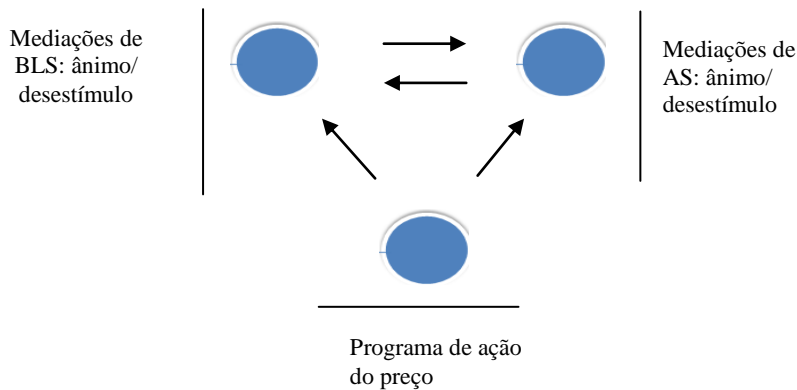 Mediações de
BLS: ânimo/
desestímulo
Mediações de
AS: ânimo/
desestímulo
Programa de ação
do preço